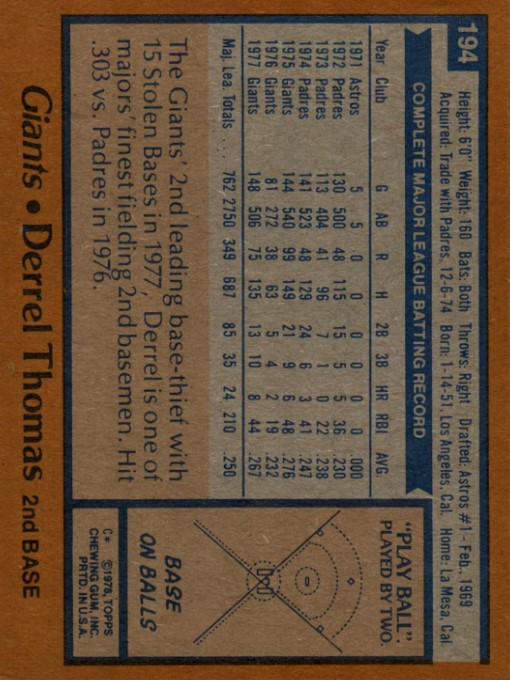 194
Height: 6'0" Weight: 160 Bats: Both Throws: Right Drafted: Astros #1 - Feb. 1969
Acquired: Trade with Padres, 12-6-74 Born: 1-14-51, Los Angeles, Cal. Home: La Mesa, Cal.
COMPLETE MAJOR LEAGUE BATTING RECORD
Year Club G AB R H 2B 3B HR RBI AVG
1971 Astros 5 5 0 0 0 0 0 0 .000
1972 Padres 130 500 48 115 15 5 5 36 .230
1973 Padres 113 404 41 96 7 1 0 22 .238
1974 Padres 141 523 48 129 24 6 3 41 .247
1975 Giants 144 540 99 149 21 9 6 48 .276
1976 Giants 81 272 38 63 5 4 2 19 .232
1977 Giants 148 506 75 135 13 10 8 44 .267
Maj. Lea. Totals . . . 762 2750 349 687 85 35 24 210 .250
The Giants' 2nd leading base-thief with
15 Stolen Bases in 1977, Derrel is one of
majors' finest fielding 2nd basemen. Hit
.303 vs. Padres in 1976.
"PLAY BALL":
PLAYED BY TWO.
BASE
ON BALLS
C* ©1978, TOPPS
CHEWING GUM, INC.
PRTD. IN U.S.A.
Giants • Derrel Thomas 2nd BASE